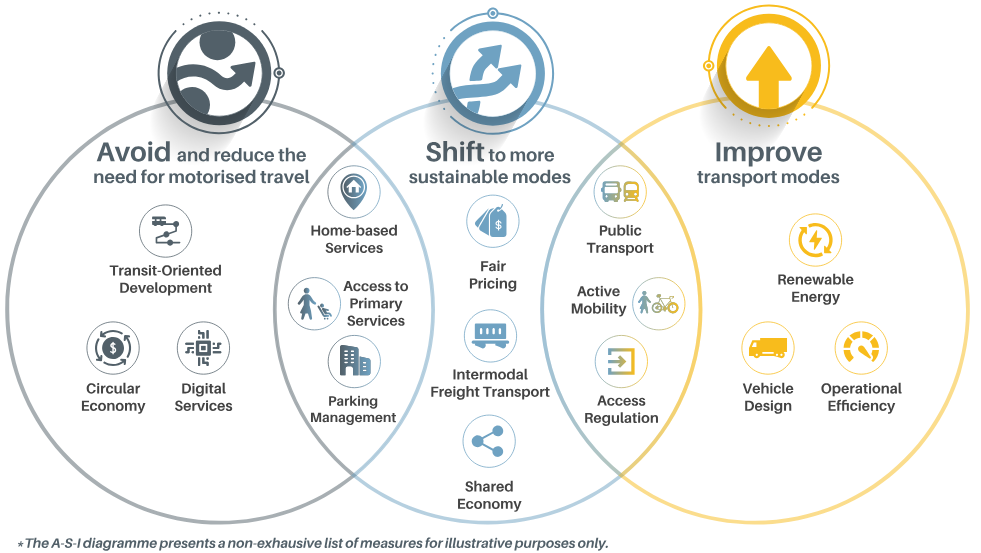 Avoid and reduce the
need for motorised travel
Shift to more
sustainable modes
Improve
transport modes
Transit-Oriented
Development
Circular
Economy
Digital
Services
Home-based
Services
Access to
Primary
Services
Parking
Management
$
Fair
Pricing
Intermodal
Freight Transport
Shared
Economy
Public
Transport
Active
Mobility
Access
Regulation
Renewable
Energy
Vehicle
Design
Operational
Efficiency
$
*The A-S-I diagramme presents a non-exhausive list of measures for illustrative purposes only.